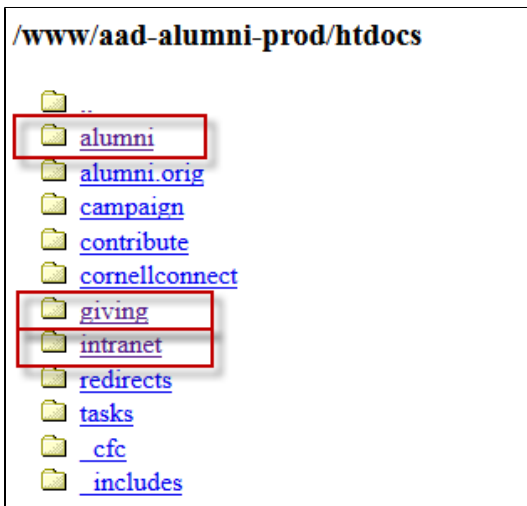 /www/aad-alumni-prod/htdocs
..
alumni
alumni.orig
campaign
contribute
cornellconnect
giving
intranet
redirects
tasks
_cfc
_includes